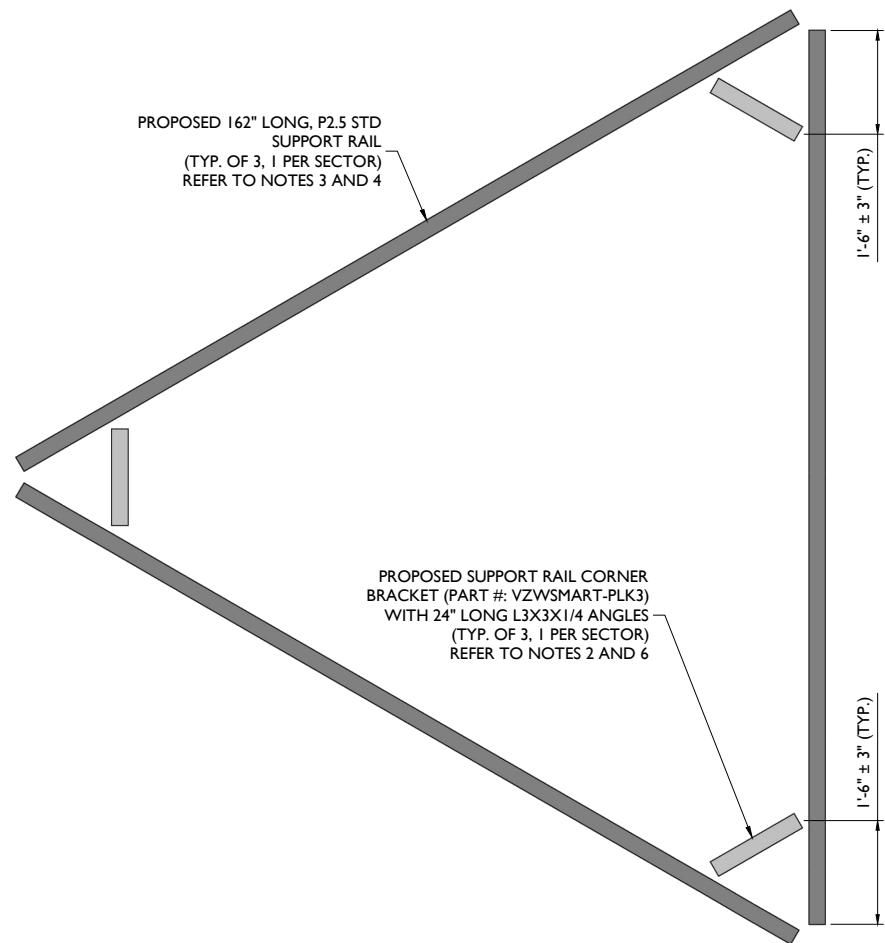 PROPOSED 162" LONG, P2.5 STD
SUPPORT RAIL
(TYP. OF 3, 1 PER SECTOR)
REFER TO NOTES 3 AND 4
1'-6" ± 3" (TYP.)
PROPOSED SUPPORT RAIL CORNER
BRACKET (PART #: VZWSMART-PLK3)
WITH 24" LONG L3X3X1/4 ANGLES
(TYP. OF 3, 1 PER SECTOR)
REFER TO NOTES 2 AND 6
1'-6" ± 3" (TYP.)